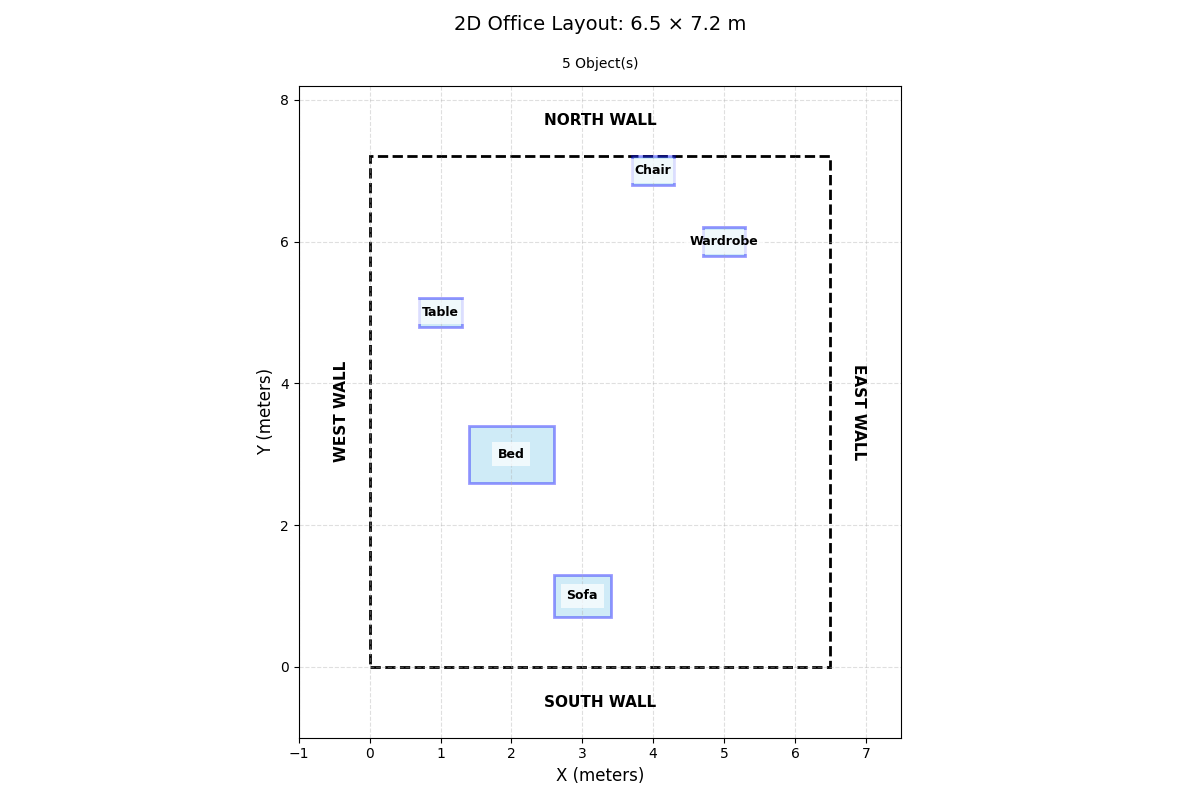 2D Office Layout: 6.5 × 7.2 m
5 Object(s)
8
NORTH WALL
Chair
6
Wardrobe
Table
Y (meters)
WEST WALL
4
EAST WALL
Bed
2
Sofa
0
SOUTH WALL
−1 0 1 2 3 4 5 6 7
X (meters)